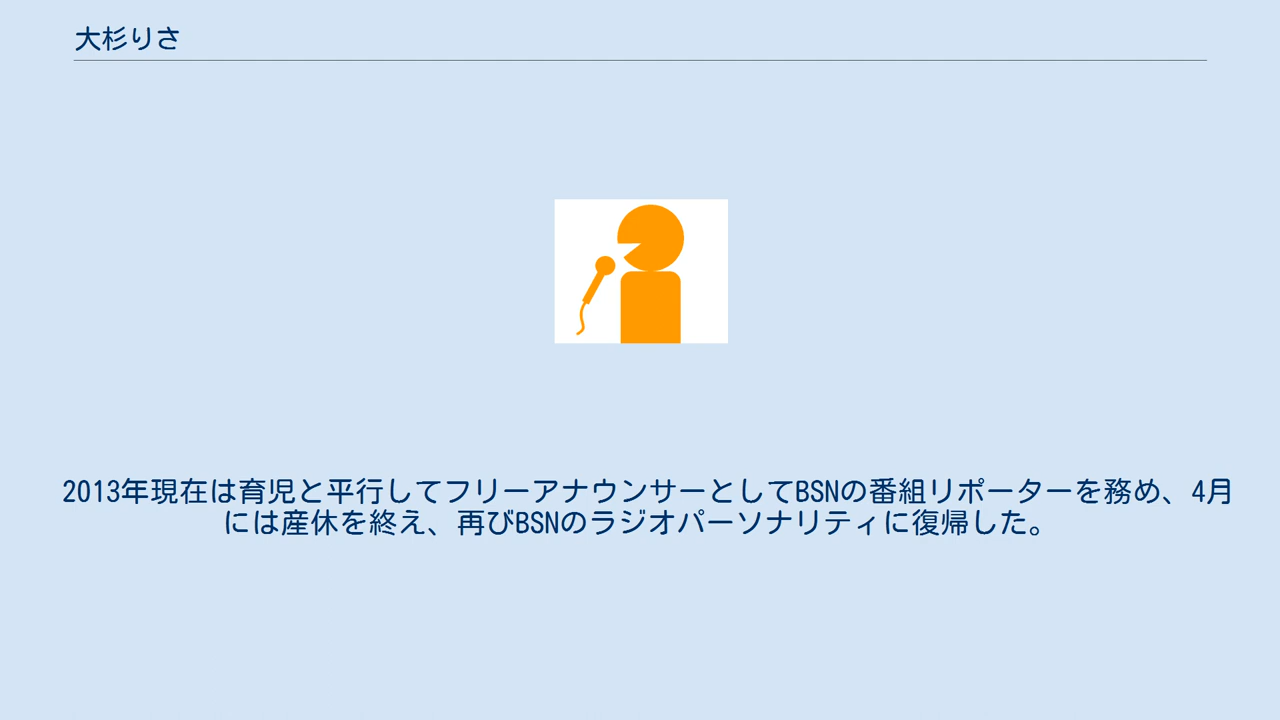 大杉りさ
2013年現在は育児と平行してフリーアナウンサーとしてBSNの番組リポーターを務め、4月
には産休を終え、再びBSNのラジオパーソナリティに復帰した。